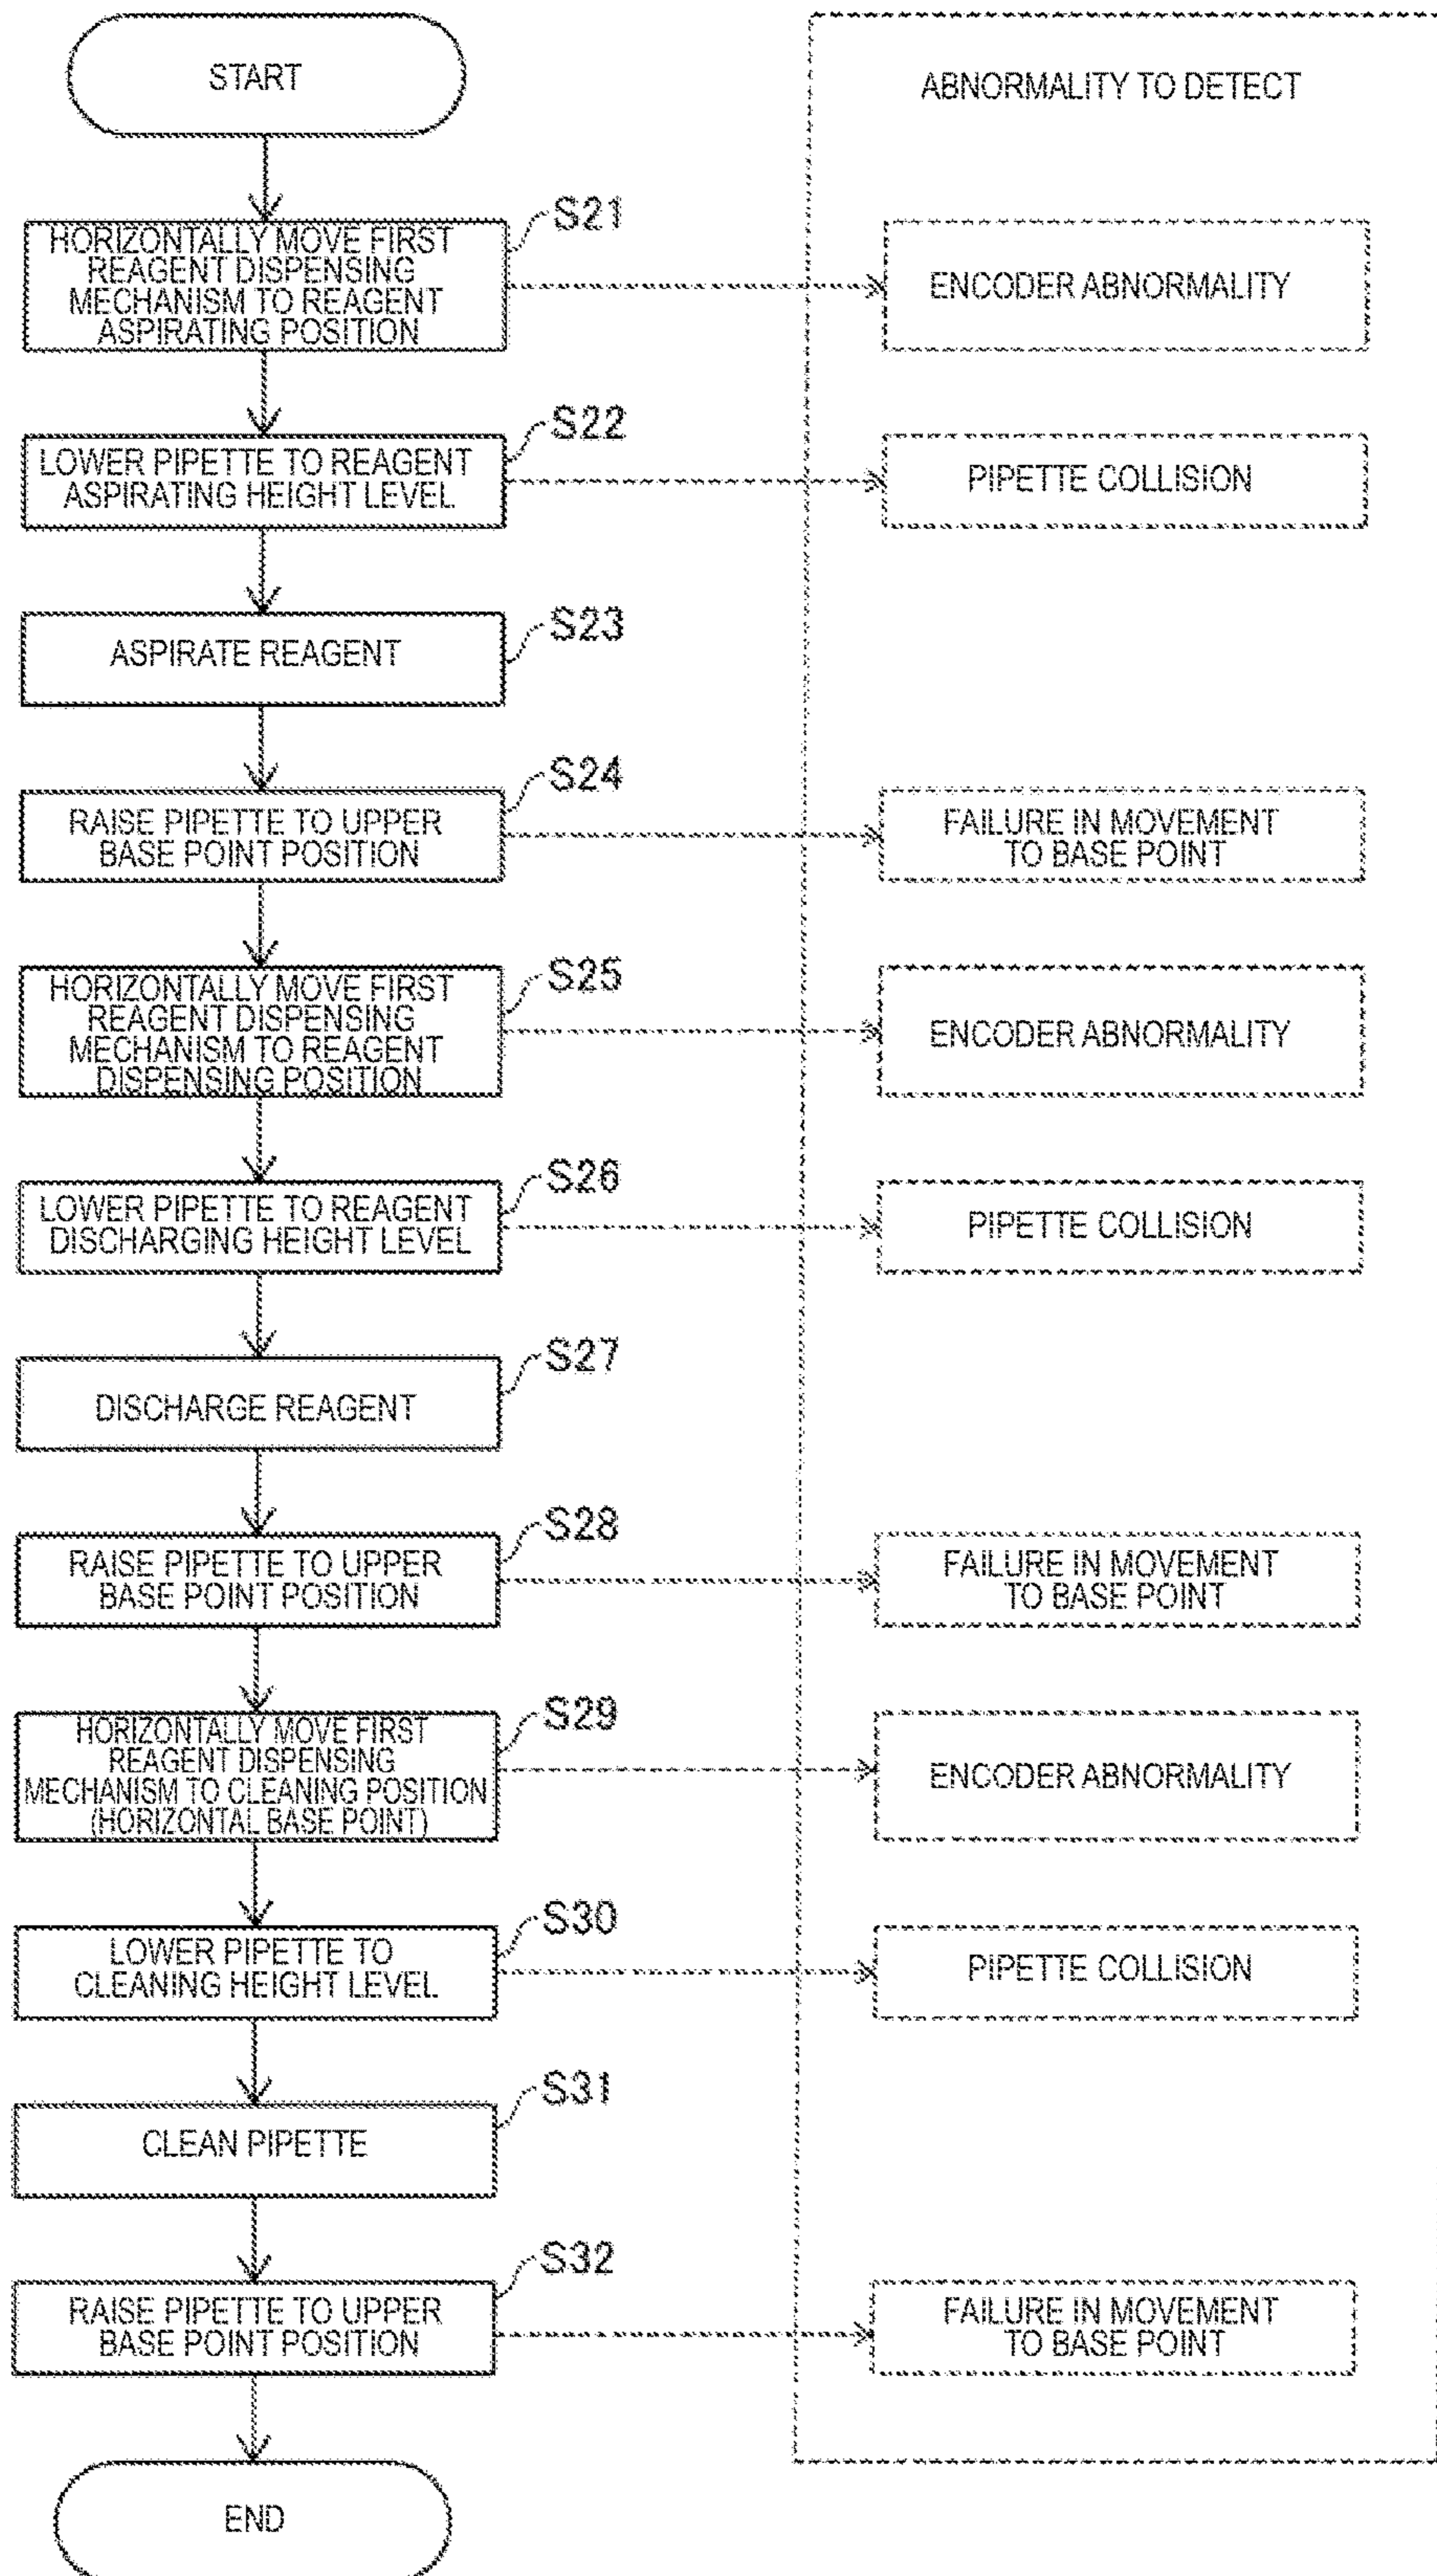 START
ABNORMALITY TO DETECT
S21
HORIZONTALLY MOVE FIRST
REAGENT DISPENSING
MECHANISM TO REAGENT
ASPIRATING POSITION
ENCODER ABNORMALITY
S22
LOWER PIPETTE TO REAGENT
ASPIRATING HEIGHT LEVEL
PIPETTE COLLISION
S23
ASPIRATE REAGENT
S24
RAISE PIPETTE TO UPPER
BASE POINT POSITION
FAILURE IN MOVEMENT
TO BASE POINT
S25
HORIZONTALLY MOVE FIRST
REAGENT DISPENSING
MECHANISM TO REAGENT
DISPENSING POSITION
ENCODER ABNORMALITY
S26
LOWER PIPETTE TO REAGENT
DISCHARGING HEIGHT LEVEL
PIPETTE COLLISION
S27
DISCHARGE REAGENT
S28
RAISE PIPETTE TO UPPER
BASE POINT POSITION
FAILURE IN MOVEMENT
TO BASE POINT
S29
HORIZONTALLY MOVE FIRST
REAGENT DISPENSING
MECHANISM TO CLEANING POSITION
(HORIZONTAL BASE POINT)
ENCODER ABNORMALITY
S30
LOWER PIPETTE TO
CLEANING HEIGHT LEVEL
PIPETTE COLLISION
S31
CLEAN PIPETTE
S32
RAISE PIPETTE TO UPPER
BASE POINT POSITION
FAILURE IN MOVEMENT
TO BASE POINT
END